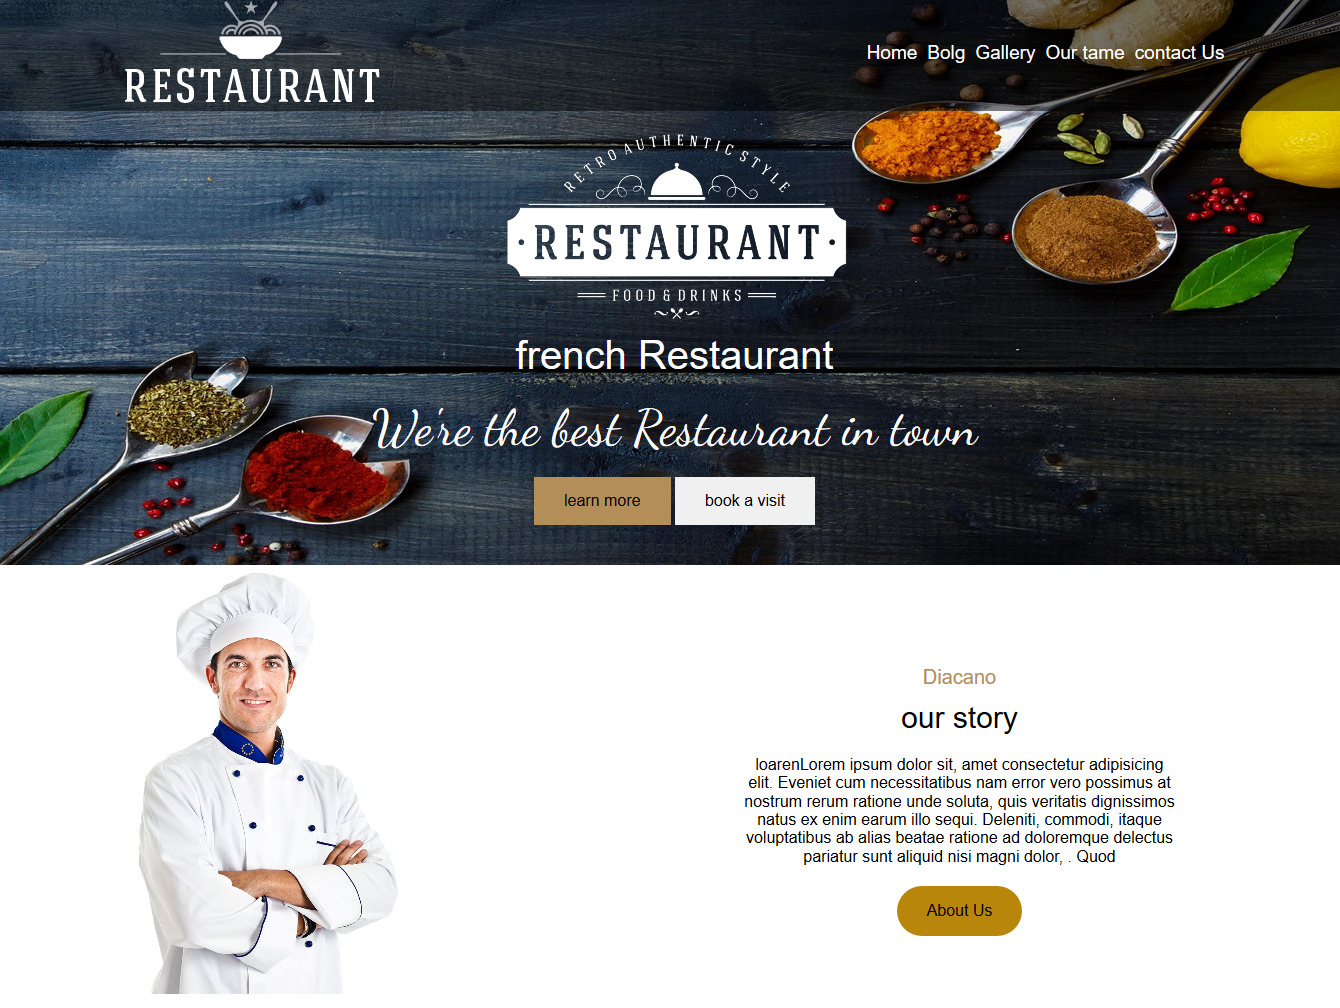 RESTAURANT
Home Bolg Gallery Our tame contact Us
RETRO AUTHENTIC STYLE
·RESTAURANT·
FOOD & DRINKS
french Restaurant
We're the best Restaurant in town
learn more book a visit
Diacano
our story
loarenLorem ipsum dolor sit, amet consectetur adipisicing
elit. Eveniet cum necessitatibus nam error vero possimus at
nostrum rerum ratione unde soluta, quis veritatis dignissimos
natus ex enim earum illo sequi. Deleniti, commodi, itaque
voluptatibus ab alias beatae ratione ad doloremque delectus
pariatur sunt aliquid nisi magni dolor, . Quod
About Us